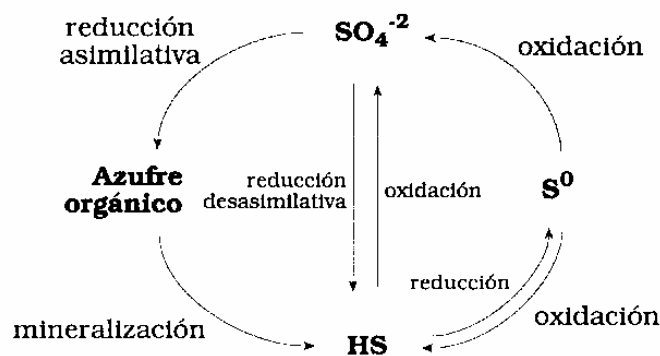 reducción
asimilativa
SO₄⁻²
oxidación
Azufre
orgánico
reducción
desasimilativa
oxidación
S⁰
reducción
oxidación
mineralización
HS